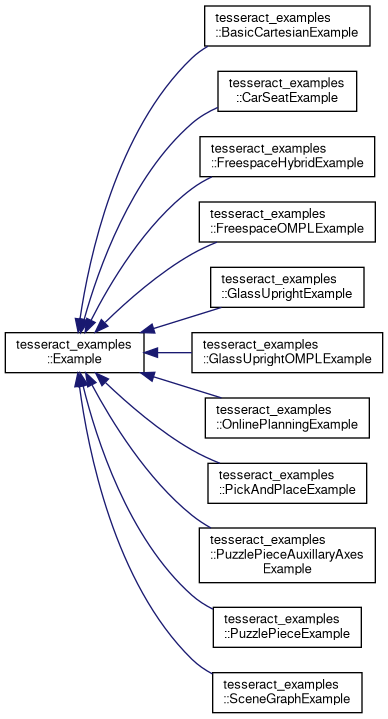 tesseract_examples
::BasicCartesianExample
tesseract_examples
::CarSeatExample
tesseract_examples
::FreespaceHybridExample
tesseract_examples
::FreespaceOMPLExample
tesseract_examples
::GlassUprightExample
tesseract_examples
::Example
tesseract_examples
::GlassUprightOMPLExample
tesseract_examples
::OnlinePlanningExample
tesseract_examples
::PickAndPlaceExample
tesseract_examples
::PuzzlePieceAuxillaryAxes
Example
tesseract_examples
::PuzzlePieceExample
tesseract_examples
::SceneGraphExample